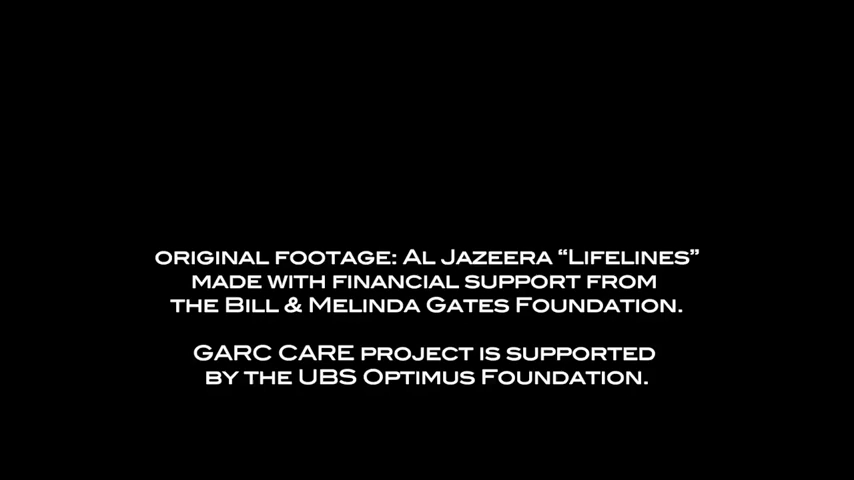 ORIGINAL FOOTAGE: AL JAZEERA “LIFELINES”
MADE WITH FINANCIAL SUPPORT FROM
THE BILL & MELINDA GATES FOUNDATION.
GARC CARE PROJECT IS SUPPORTED
BY THE UBS OPTIMUS FOUNDATION.